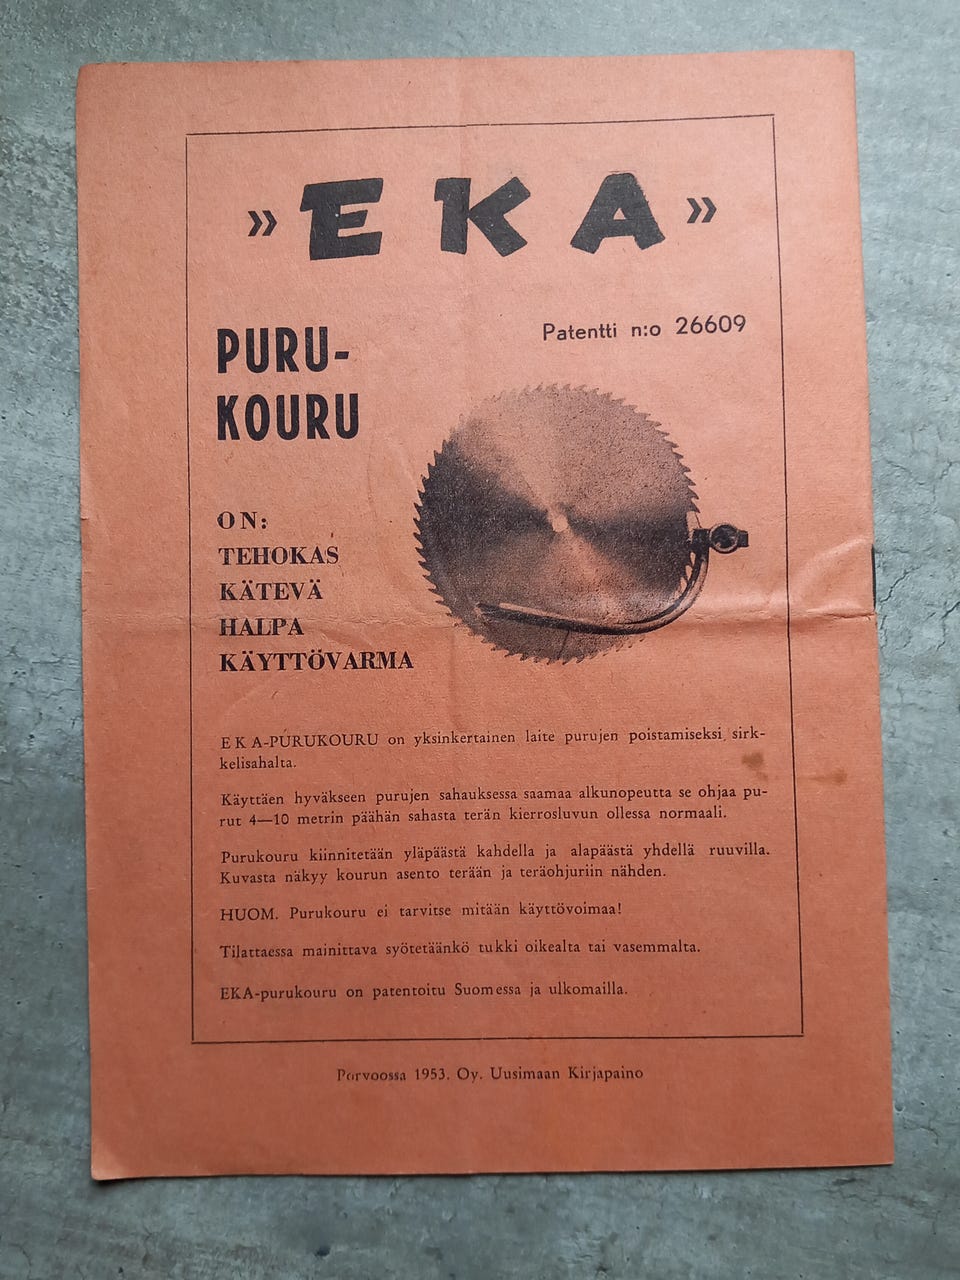 »EKA»
PURU-
KOURU
Patentti n:o 26609
ON:
TEHOKAS
KÄTEVÄ
HALPA
KÄYTTÖVARMA
EKA-PURUKOURU on yksinkertainen laite purujen poistamiseksi sirk-
kelisahalta.
Käyttäen hyväkseen purujen sahauksessa saamaa alkunopeutta se ohjaa pu-
rut 4—10 metrin päähän sahasta terän kierrosluvun ollessa normaali.
Purukouru kiinnitetään yläpäästä kahdella ja alapäästä yhdellä ruuvilla.
Kuvasta näkyy kourun asento terään ja teräohjuriin nähden.
HUOM. Purukouru ei tarvitse mitään käyttövoimaa!
Tilattaessa mainittava syötetäänkö tukki oikealta tai vasemmalta.
EKA-purukouru on patentoitu Suomessa ja ulkomailla.
Porvoossa 1953. Oy. Uusimaan Kirjapaino